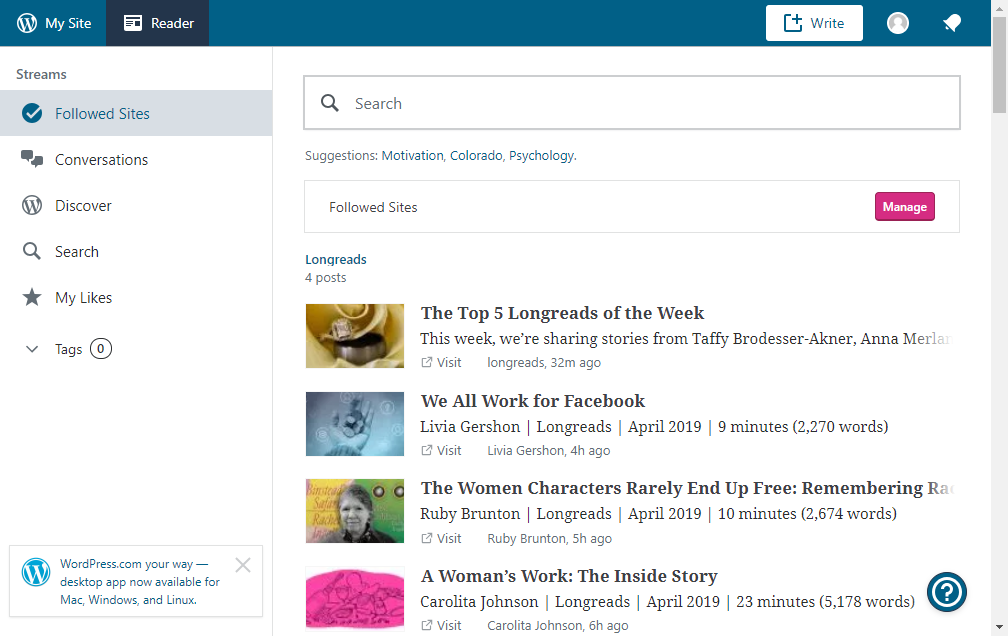 My Site
Reader
Write
Streams
Followed Sites
Conversations
Discover
Search
My Likes
Tags 0
WordPress.com your way —
desktop app now available for
Mac, Windows, and Linux.
Search
Suggestions: Motivation, Colorado, Psychology.
Followed Sites
Manage
Longreads
4 posts
The Top 5 Longreads of the Week
This week, we’re sharing stories from Taffy Brodesser-Akner, Anna Merlan
Visit longreads, 32m ago
We All Work for Facebook
Livia Gershon | Longreads | April 2019 | 9 minutes (2,270 words)
Visit Livia Gershon, 4h ago
The Women Characters Rarely End Up Free: Remembering
Ruby Brunton | Longreads | April 2019 | 10 minutes (2,674 words)
Visit Ruby Brunton, 5h ago
A Woman’s Work: The Inside Story
Carolita Johnson | Longreads | April 2019 | 23 minutes (5,178 words)
Visit Carolita Johnson, 6h ago